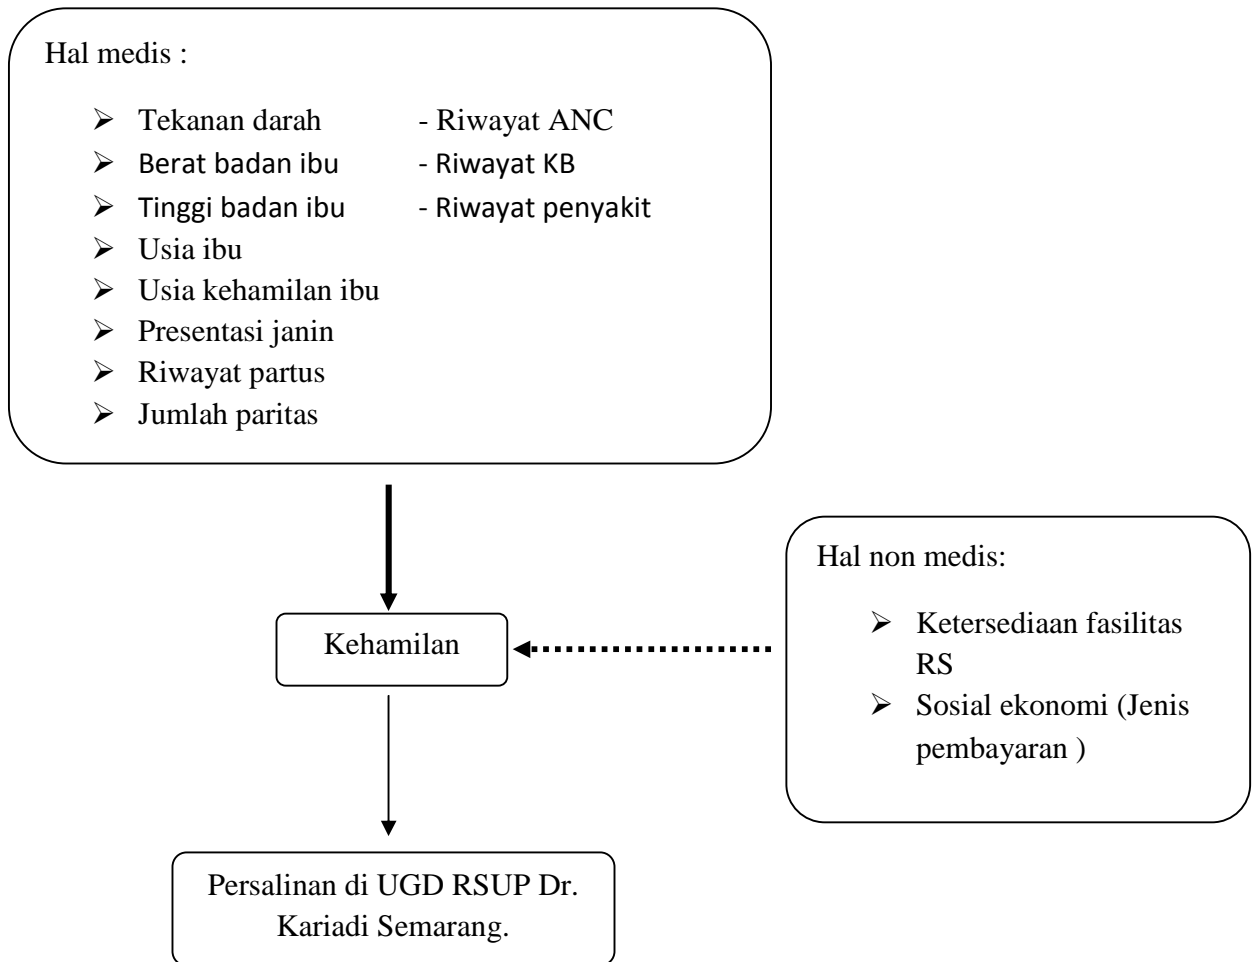 Hal medis :
➢ Tekanan darah - Riwayat ANC
➢ Berat badan ibu - Riwayat KB
➢ Tinggi badan ibu - Riwayat penyakit
➢ Usia ibu
➢ Usia kehamilan ibu
➢ Presentasi janin
➢ Riwayat partus
➢ Jumlah paritas
Hal non medis:
➢ Ketersediaan fasilitas
RS
➢ Sosial ekonomi (Jenis
pembayaran )
Kehamilan
Persalinan di UGD RSUP Dr.
Kariadi Semarang.